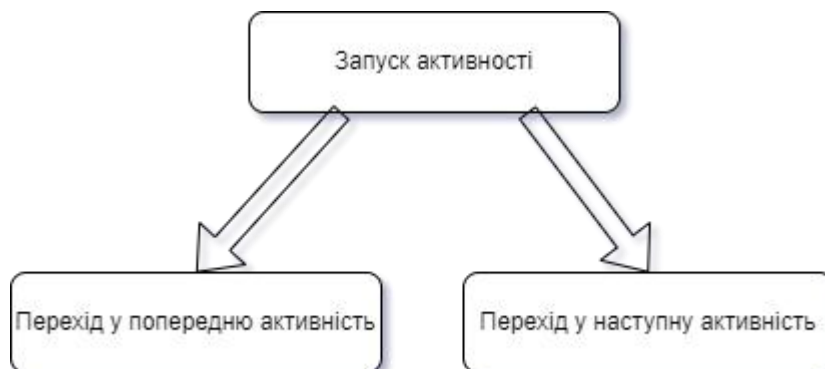 Запуск активності
Перехід у попередню активність
Перехід у наступну активність